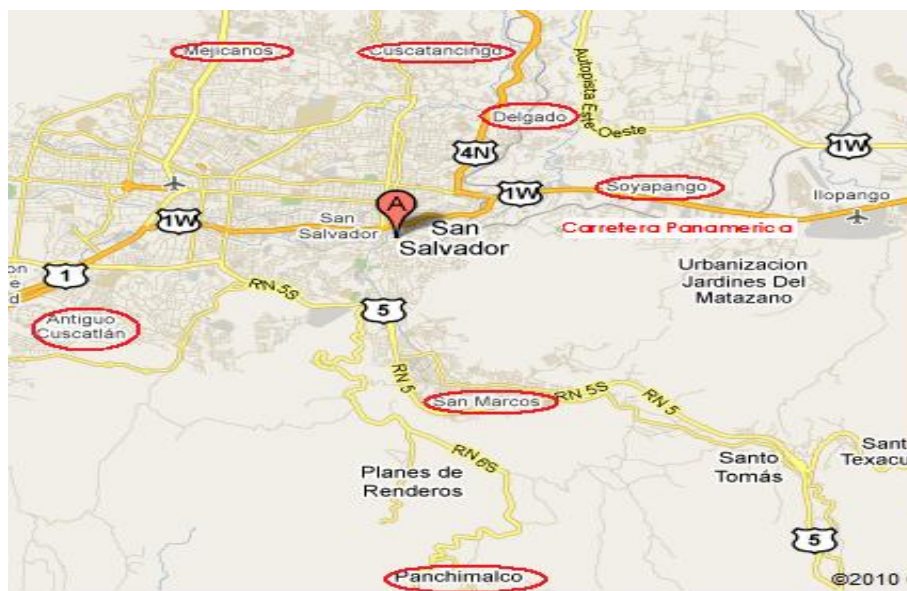 Mejicanos
Cuscatancingo
Autopista Este-Oeste
Delgado
4N
1W
1W
Soyapango
Ilopango
A
San
Salvador
1W
San
Salvador
Carretera Panamerica
1
Urbanizacion
Jardines Del
Matazano
RN 5S
5
Antiguo
Cuscatlán
RN 5
San Marcos
RN 5S
RN 5
Planes de
Renderos
RN 6S
Santo
Tomás
Sant
Texacu
5
Panchimalco
©2010